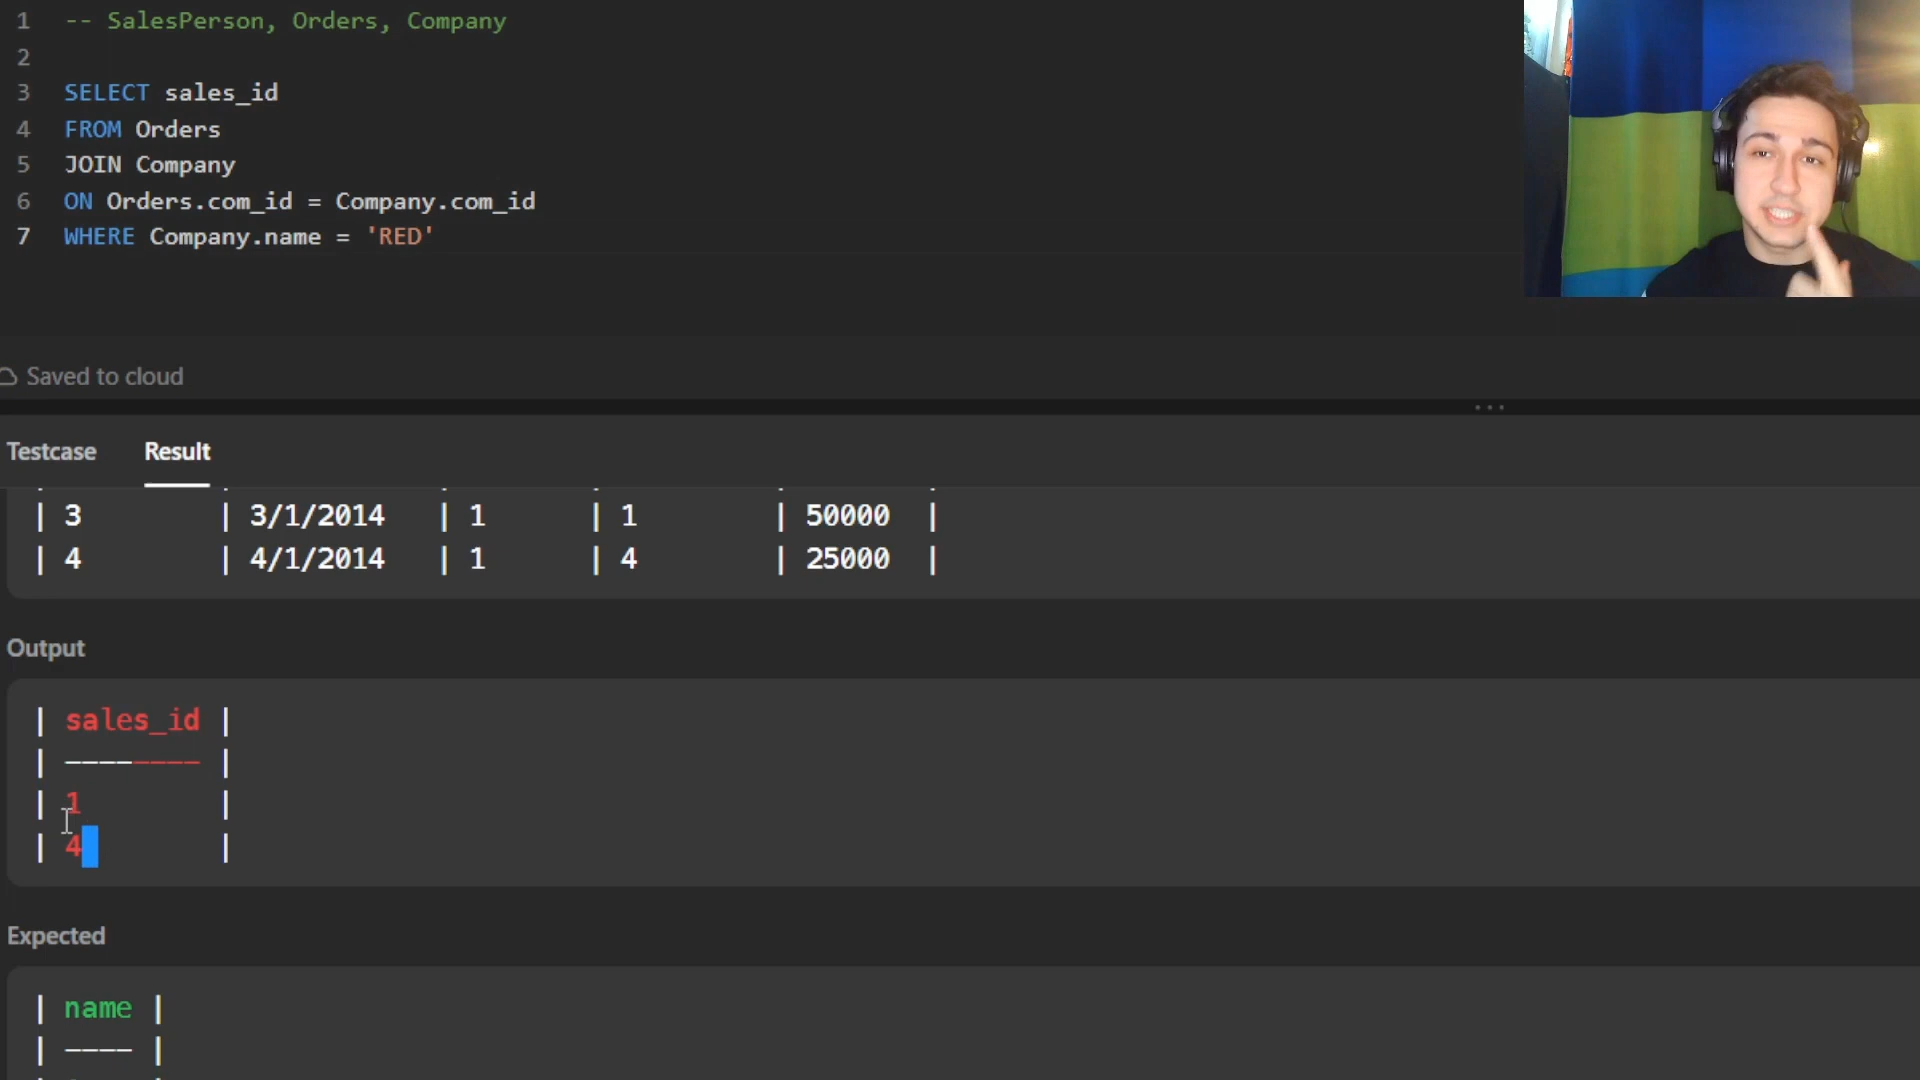 1 -- SalesPerson, Orders, Company
2
3 SELECT sales_id
4 FROM Orders
5 JOIN Company
6 ON Orders.com_id = Company.com_id
7 WHERE Company.name = 'RED'
Saved to cloud
Testcase Result
| 3 | 3/1/2014 | 1 | 1 | 50000 |
| 4 | 4/1/2014 | 1 | 4 | 25000 |
Output
| sales_id |
| -------- |
| 1 |
| 4 |
Expected
| name |
| ---- |